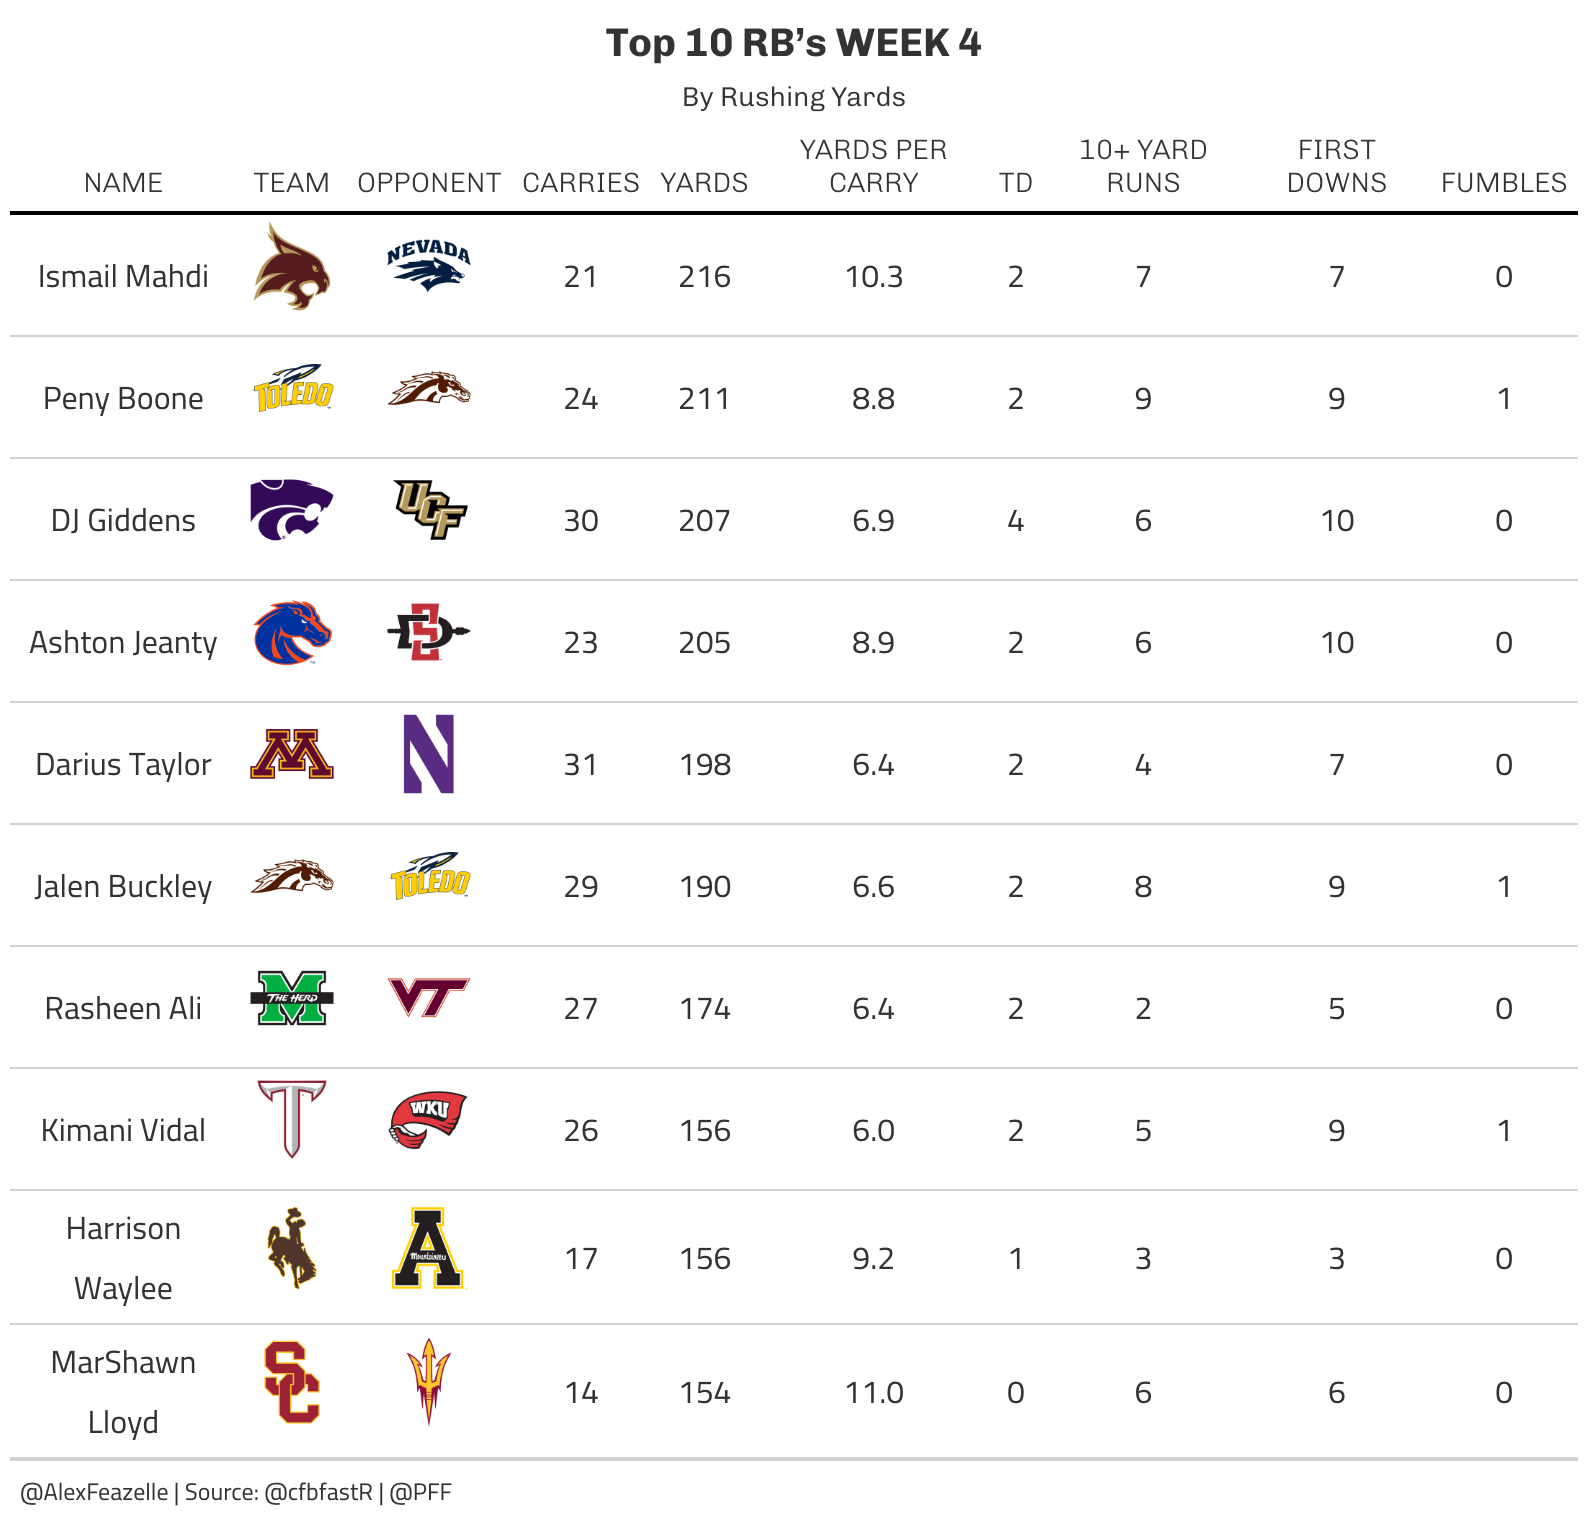 Top 10 RB’s WEEK 4
By Rushing Yards
NAME TEAM OPPONENT CARRIES YARDS YARDS PER CARRY TD 10+ YARD RUNS FIRST DOWNS FUMBLES
Ismail Mahdi NEVADA 21 216 10.3 2 7 7 0
Peny Boone TOLEDO 24 211 8.8 2 9 9 1
DJ Giddens UCF 30 207 6.9 4 6 10 0
Ashton Jeanty SD 23 205 8.9 2 6 10 0
Darius Taylor M N 31 198 6.4 2 4 7 0
Jalen Buckley TOLEDO 29 190 6.6 2 8 9 1
Rasheen Ali M THE HERD VT 27 174 6.4 2 2 5 0
Kimani Vidal T WKU 26 156 6.0 2 5 9 1
Harrison Waylee A Mountaineers 17 156 9.2 1 3 3 0
MarShawn Lloyd SC 14 154 11.0 0 6 6 0
@AlexFeazelle | Source: @cfbfastR | @PFF